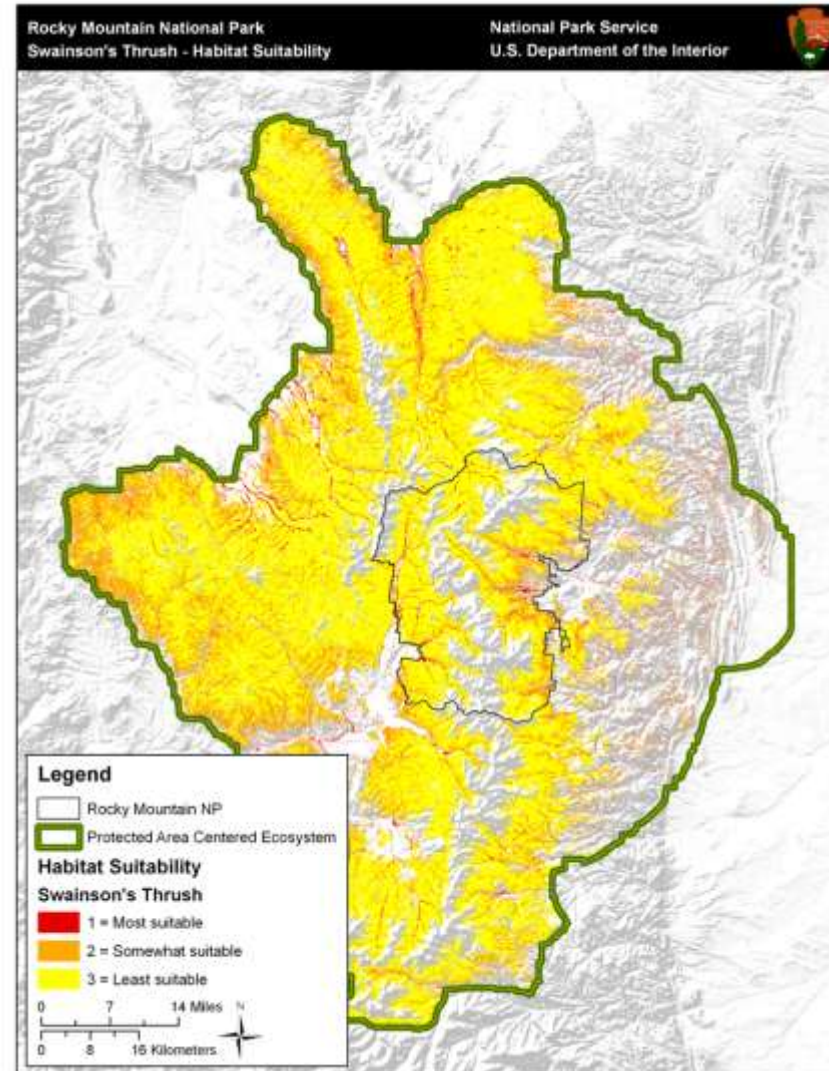 Rocky Mountain National Park
Swainson's Thrush - Habitat Suitability
National Park Service
U.S. Department of the Interior
Legend
Rocky Mountain NP
Protected Area Centered Ecosystem
Habitat Suitability
Swainson's Thrush
1 = Most suitable
2 = Somewhat suitable
3 = Least suitable
0 7 14 Miles
N
0 8 16 Kilometers